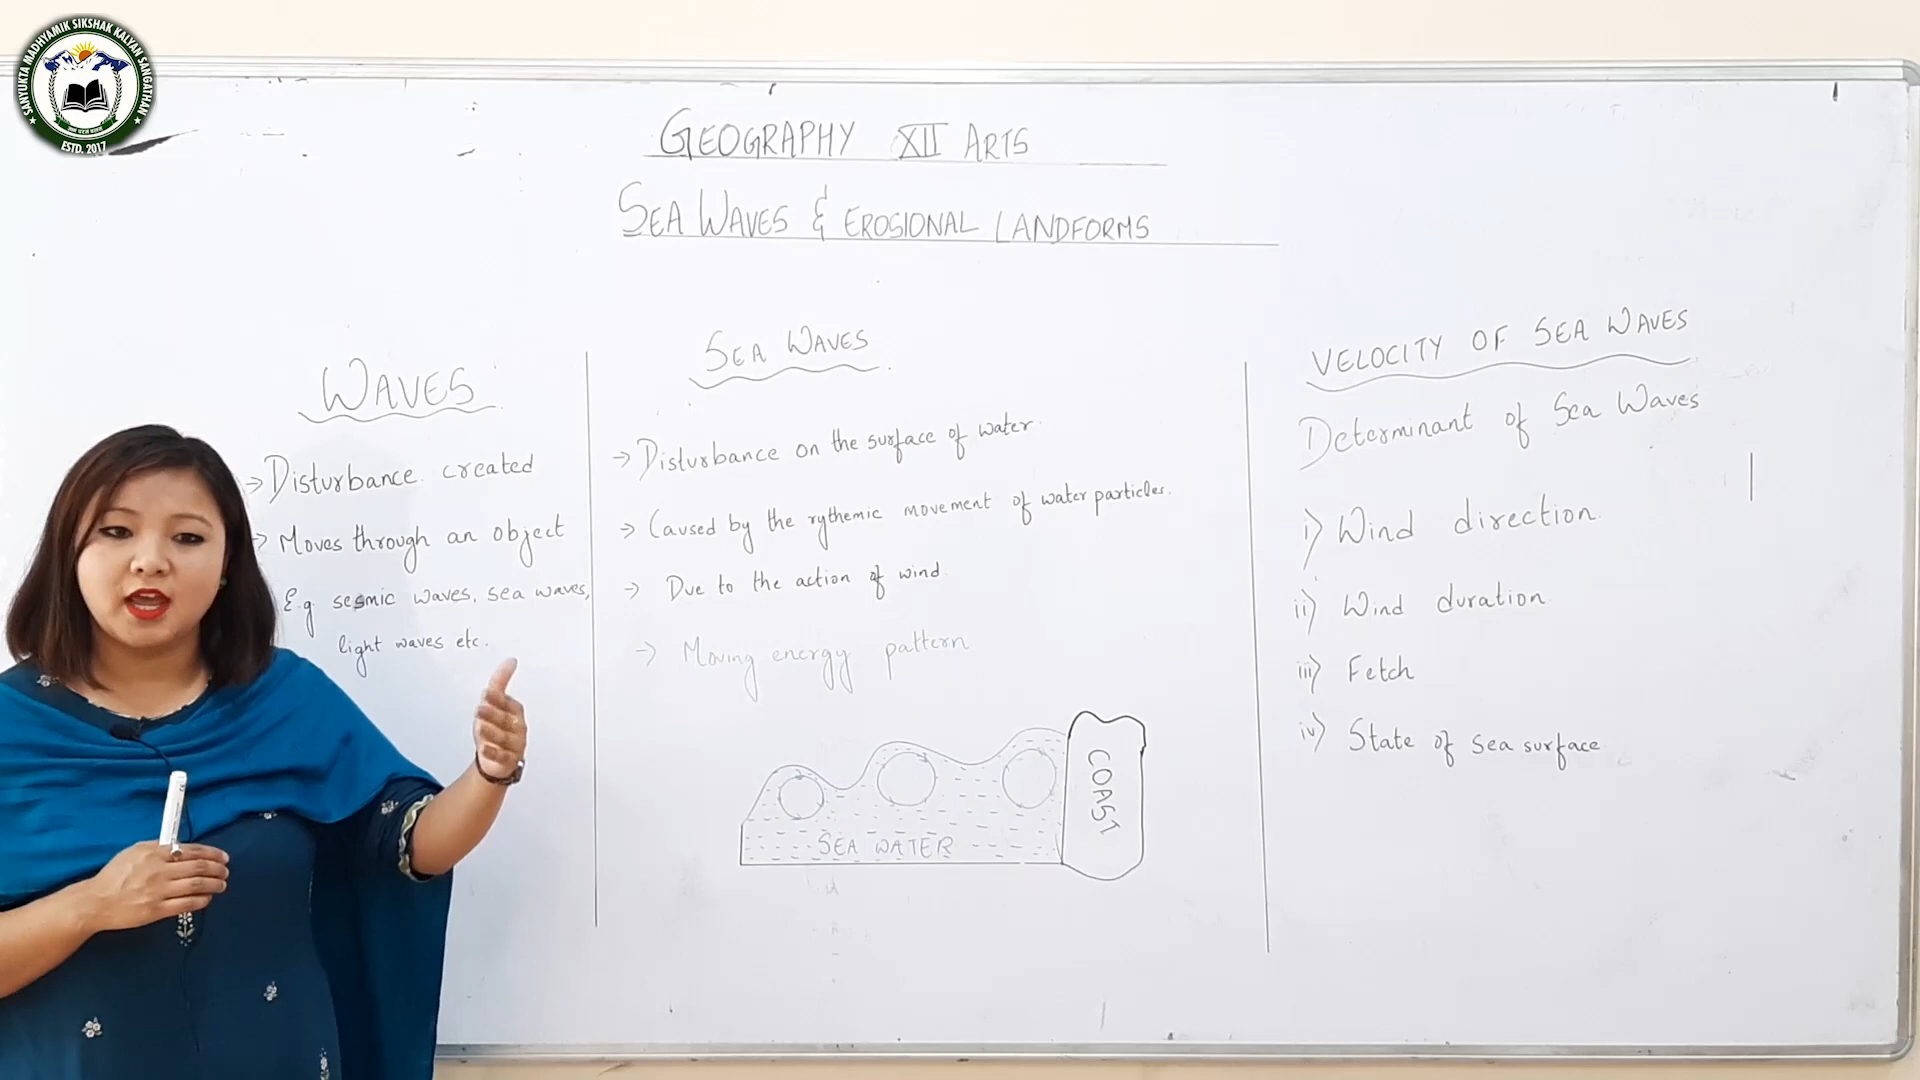 SANYUKTA MADHYAMIK SIKSHAK KALYAN SANGATHAN
ESTD. 2017
GEOGRAPHY XII ARTS
SEA WAVES & EROSIONAL LANDFORMS
WAVES
→ Disturbance created
→ Moves through an object
E.g sesmic waves, sea waves,
light waves etc.
SEA WAVES
→ Disturbance on the surface of water.
→ Caused by the rythemic movement of water particles.
→ Due to the action of wind.
→ Moving energy pattern
SEA WATER
COAST
VELOCITY OF SEA WAVES
Determinant of Sea Waves
i) Wind direction.
ii) Wind duration
iii) Fetch
iv) State of sea surface